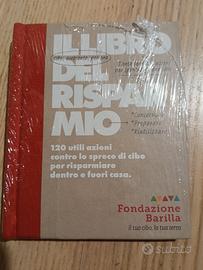 IL LIBRO
DEL
RISPAR
MIO
120 utili azioni
contro lo spreco di cibo
per risparmiare
dentro e fuori casa.
Fondazione
Barilla
il tuo cibo, la tua terra
subito